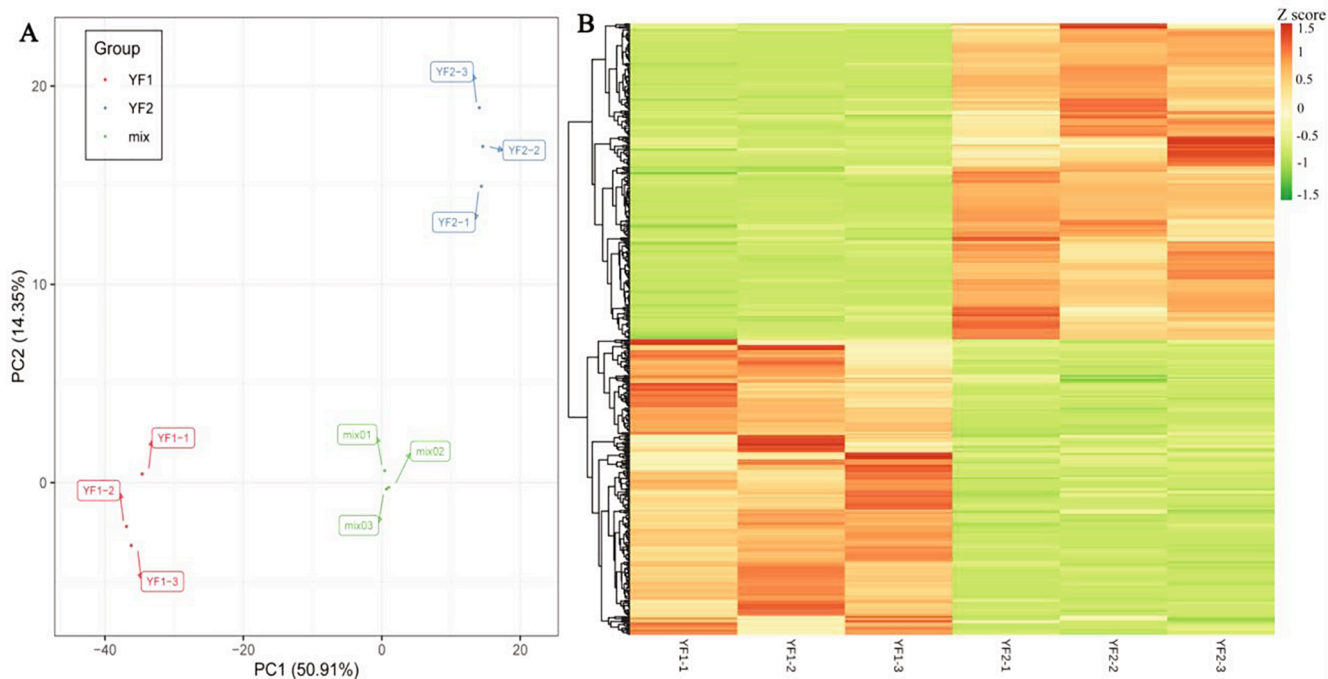 A
Group
YF1
YF2
mix
YF2-3
YF2-2
YF2-1
YF1-1
YF1-2
YF1-3
mix01
mix02
mix03
20
10
0
PC2 (14.35%)
−40
−20
0
20
PC1 (50.91%)
B
Z score
1.5
1
0.5
0
-0.5
-1
-1.5
YF1-1
YF1-2
YF1-3
YF2-1
YF2-2
YF2-3